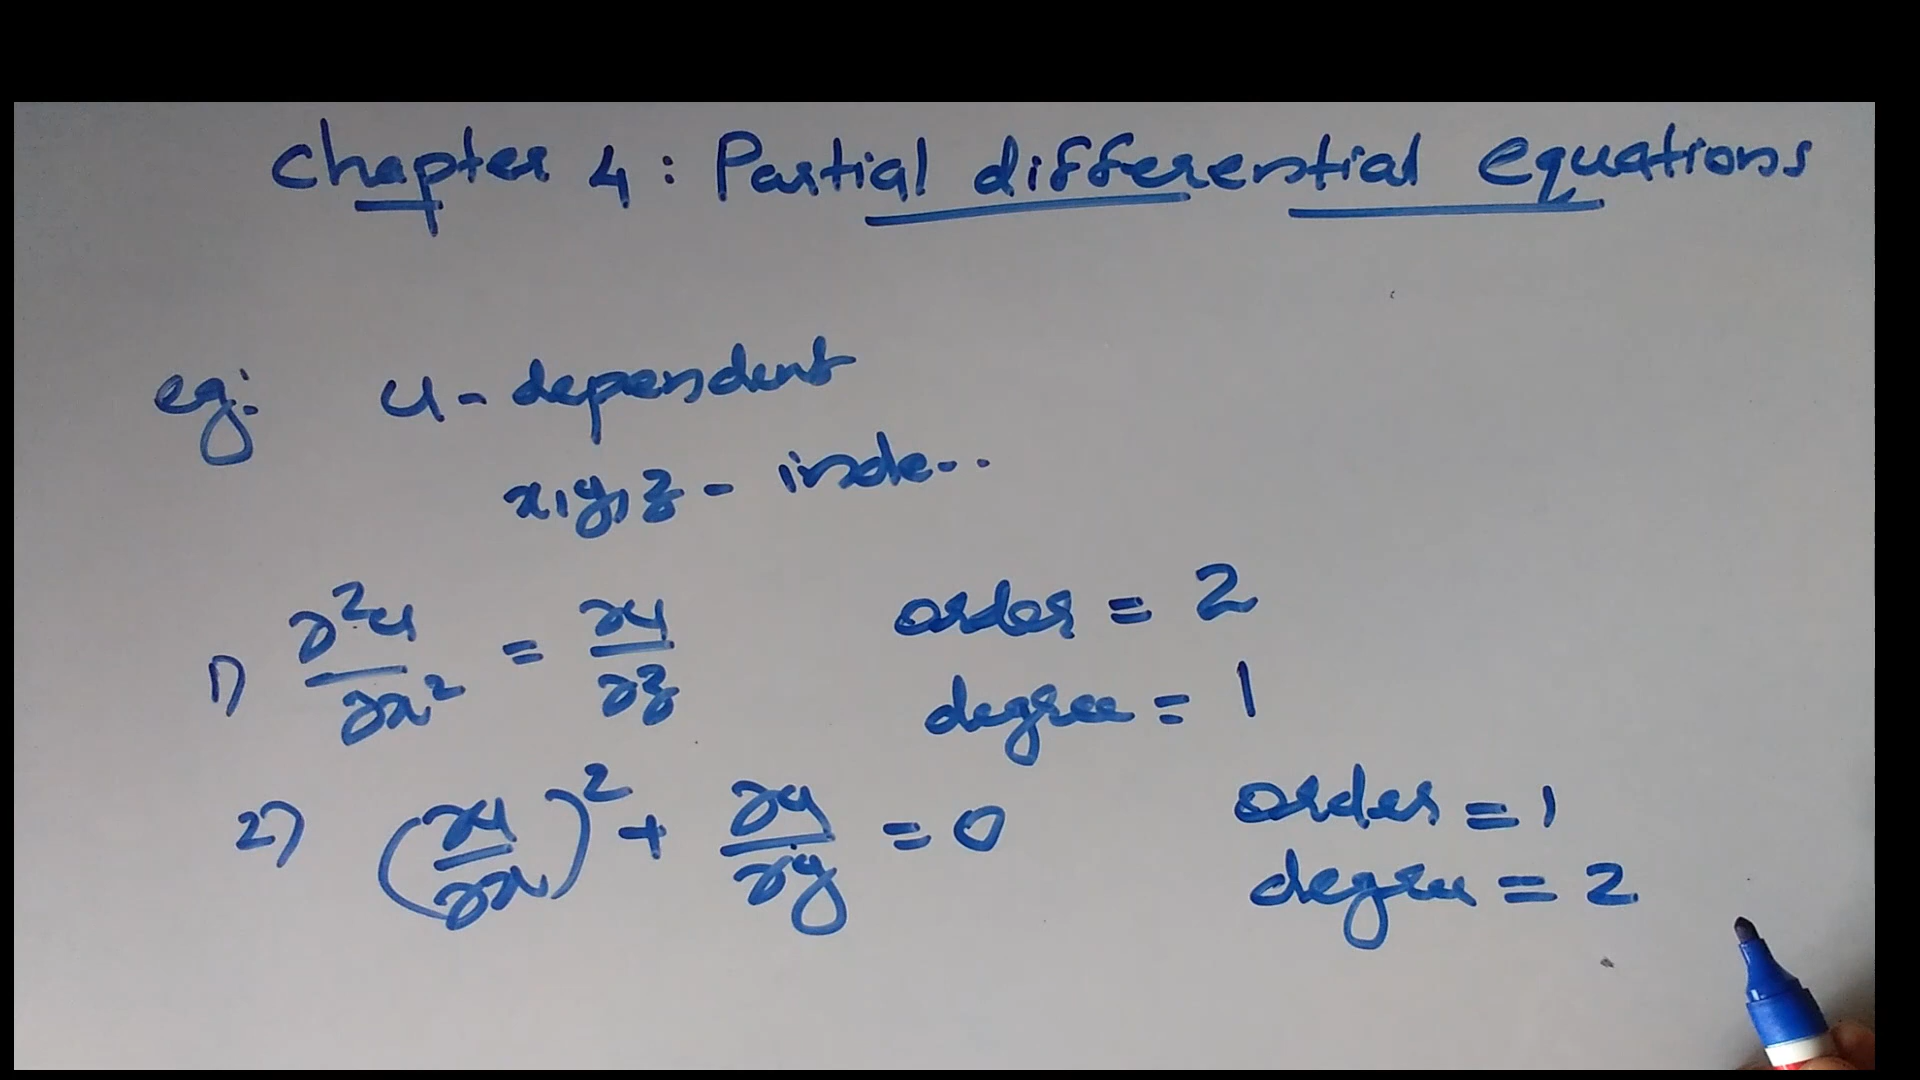 Chapter 4: Partial differential equations
eg: u - dependent
x, y, z - inde..
1) ∂²u/∂x² = ∂u/∂z order = 2
degree = 1
2) (∂u/∂x)² + ∂u/∂y = 0 order = 1
degree = 2